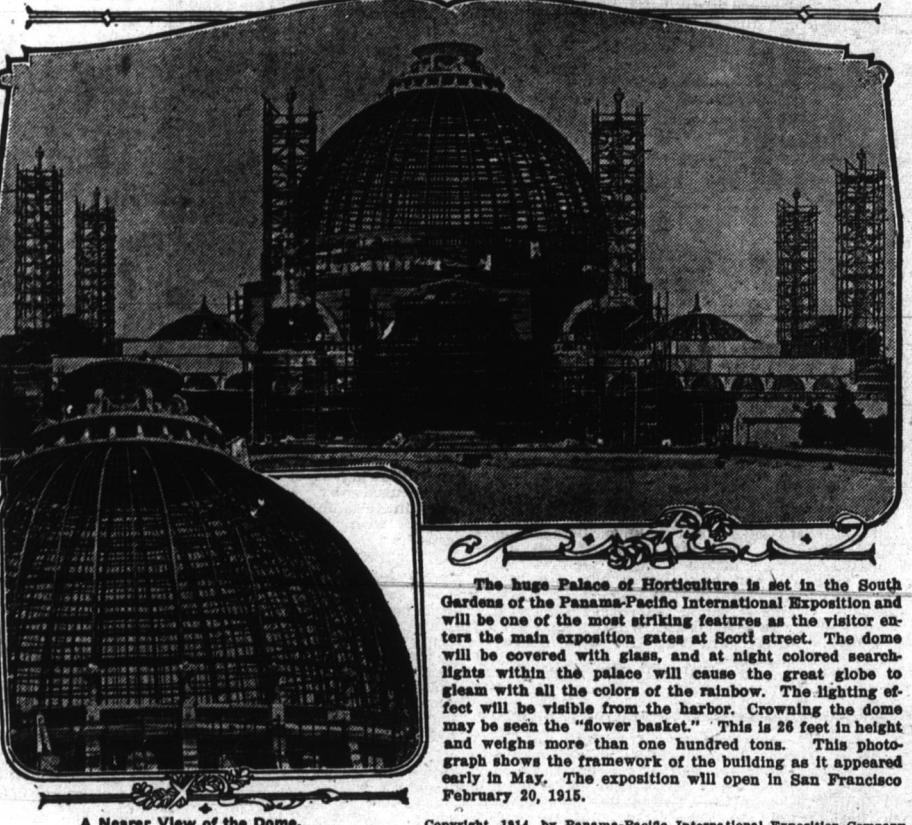 The huge Palace of Horticulture is set in the South
Gardens of the Panama-Pacific International Exposition and
will be one of the most striking features as the visitor en-
ters the main exposition gates at Scott street. The dome
will be covered with glass, and at night colored search-
lights within the palace will cause the great globe to
gleam with all the colors of the rainbow. The lighting ef-
fect will be visible from the harbor. Crowning the dome
may be seen the "flower basket." This is 26 feet in height
and weighs more than one hundred tons. This photo-
graph shows the framework of the building as it appeared
early in May. The exposition will open in San Francisco
February 20, 1915.
A Nearer View of the Dome.
Copyright, 1914, by Panama-Pacific International Exposition Company